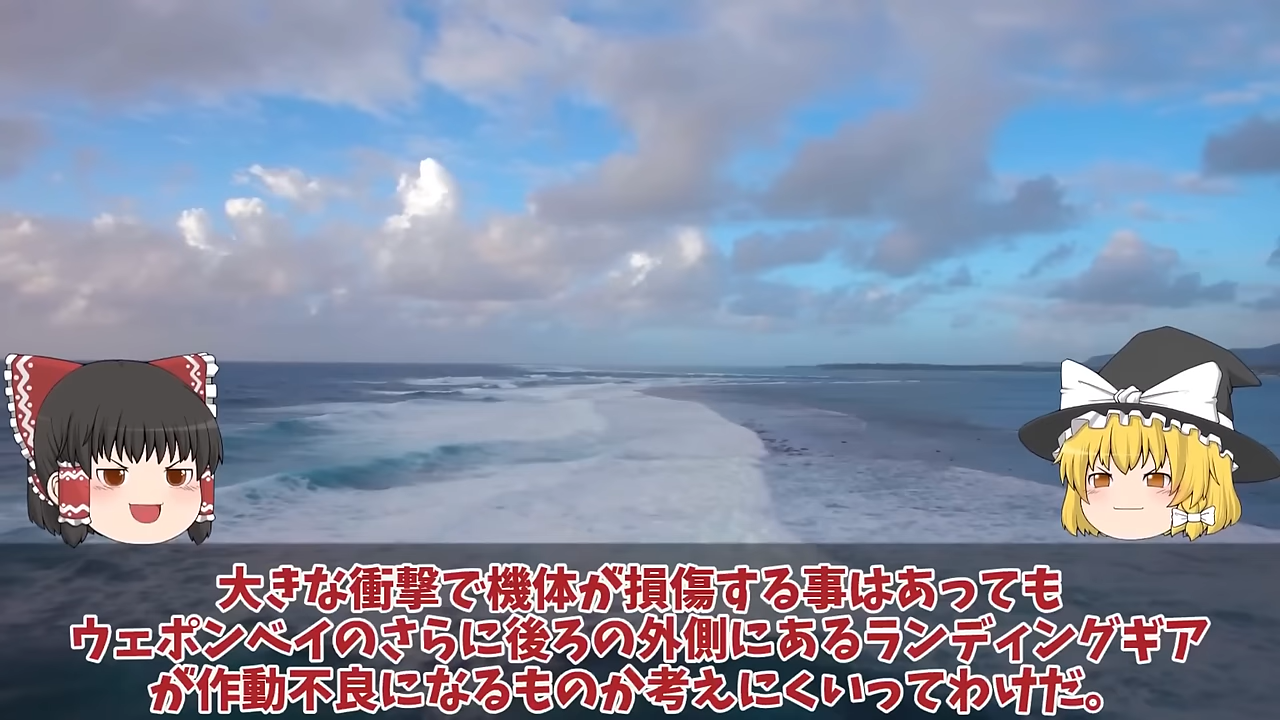 大きな衝撃で機体が損傷する事はあっても
ウェポンベイのさらに後ろの外側にあるランディングギア
が作動不良になるものか考えにくいってわけだ。